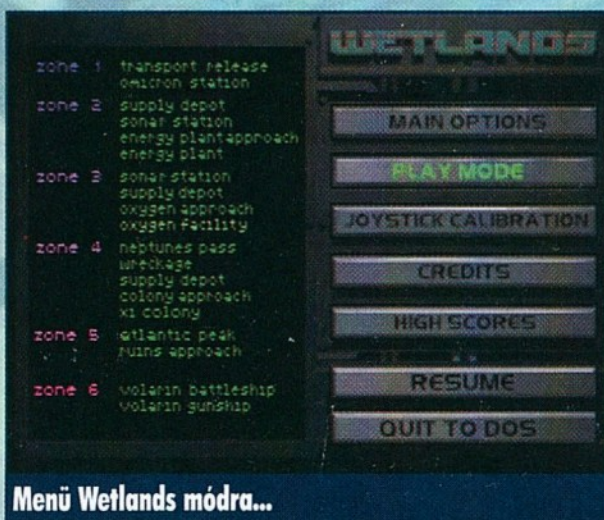 zone 1 transport release
omicron station
zone 2 supply depot
sonar station
energy plant approach
energy plant
zone 3 sonar station
supply depot
oxygen approach
oxygen facility
zone 4 neptunes pass
wreckage
supply depot
colony approach
x1 colony
zone 5 atlantic peak
ruins approach
zone 6 volarin battleship
volarin gunship
WETLANDS
MAIN OPTIONS
PLAY MODE
JOYSTICK CALIBRATION
CREDITS
HIGH SCORES
RESUME
QUIT TO DOS
Menü Wetlands módra...